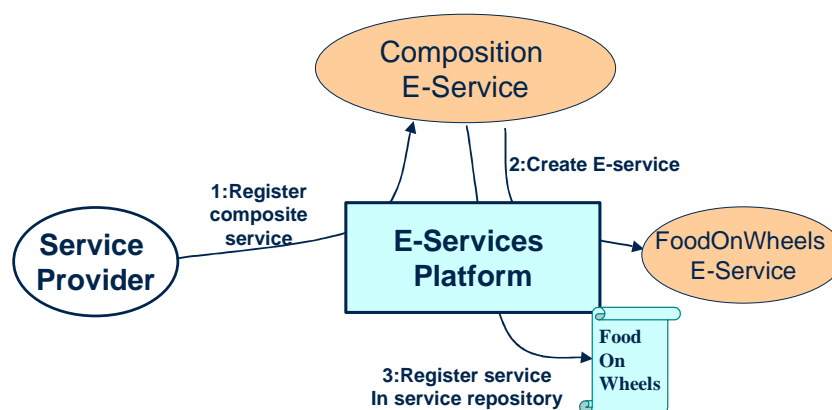 Composition
E-Service
2:Create E-service
1:Register
composite
service
Service
Provider
E-Services
Platform
FoodOnWheels
E-Service
Food
On
Wheels
3:Register service
In service repository